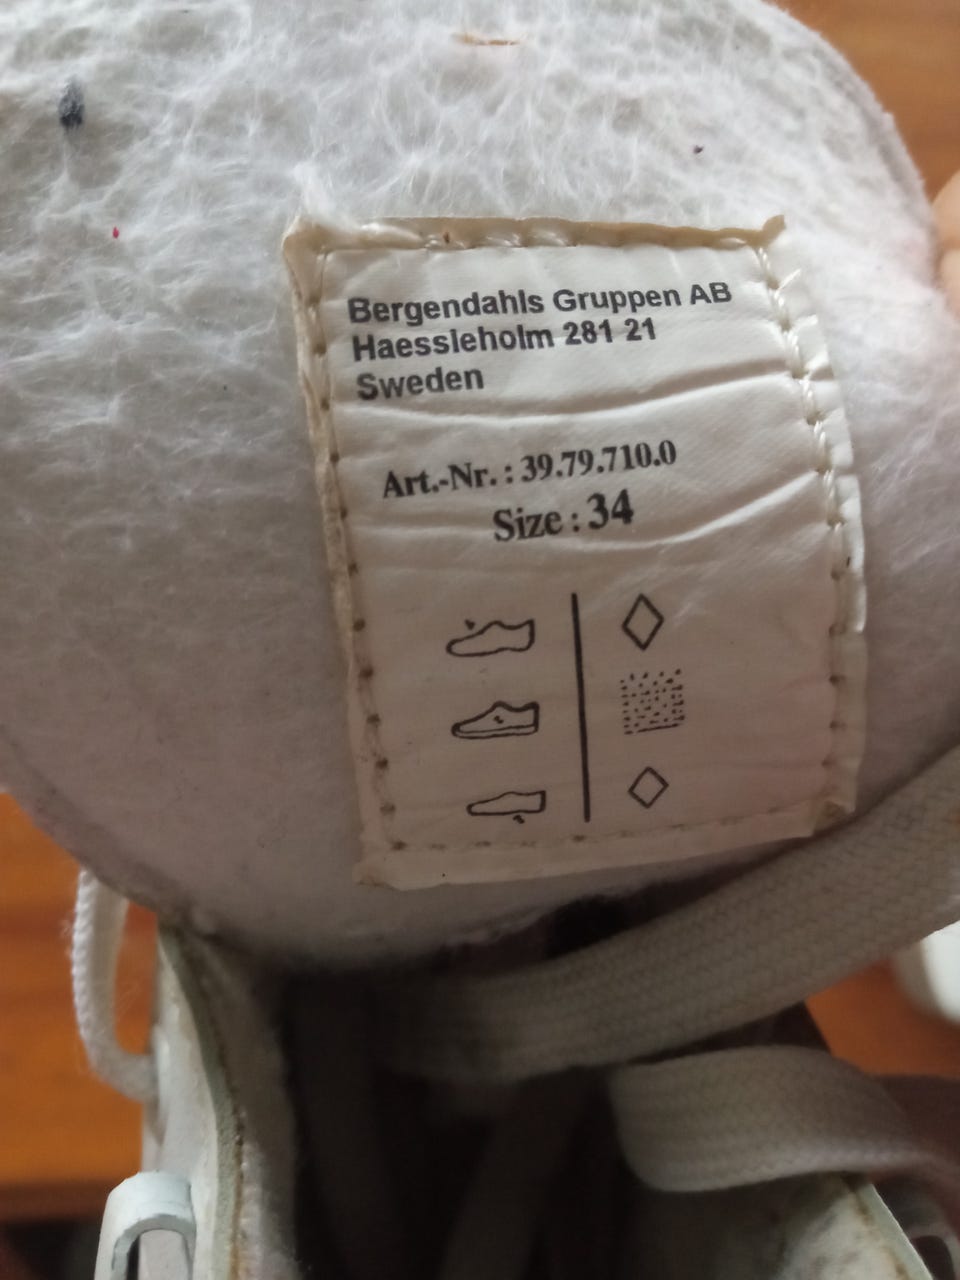 Bergendahls Gruppen AB
Haessleholm 281 21
Sweden
Art.-Nr. : 39.79.710.0
Size : 34